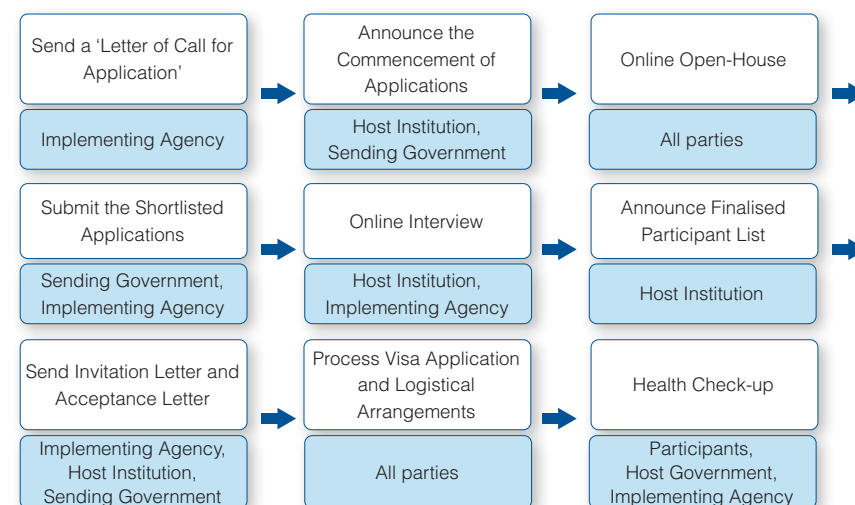 Send a ‘Letter of Call for
Application’
Implementing Agency
Announce the
Commencement of
Applications
Host Institution,
Sending Government
Online Open-House
All parties
Submit the Shortlisted
Applications
Sending Government,
Implementing Agency
Online Interview
Host Institution,
Implementing Agency
Announce Finalised
Participant List
Host Institution
Send Invitation Letter and
Acceptance Letter
Implementing Agency,
Host Institution,
Sending Government
Process Visa Application
and Logistical
Arrangements
All parties
Health Check-up
Participants,
Host Government,
Implementing Agency